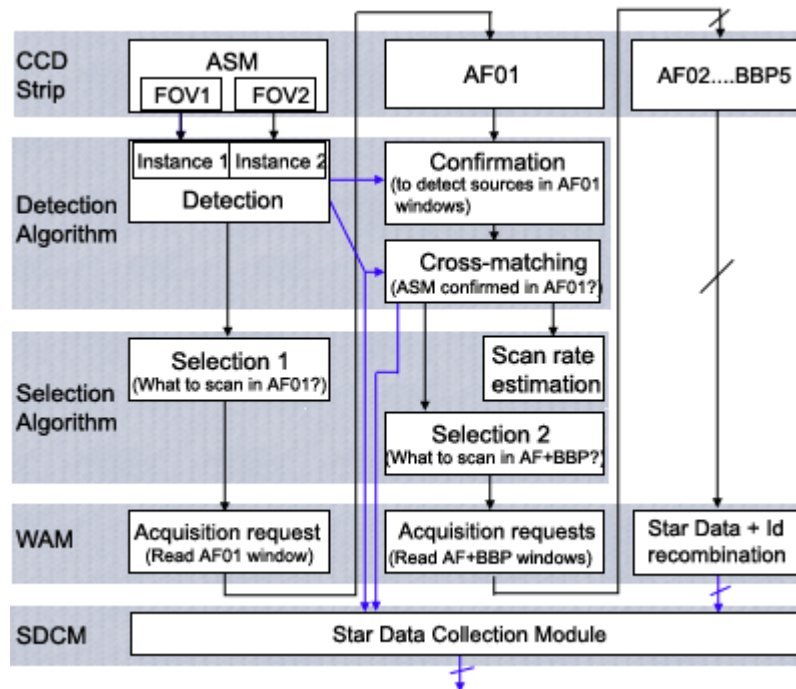 CCD
Strip
ASM
FOV1
FOV2
AF01
AF02....BBP5
Detection
Algorithm
Instance 1
Instance 2
Detection
Confirmation
(to detect sources in AF01
windows)
Cross-matching
(ASM confirmed in AF01?)
Selection
Algorithm
Selection 1
(What to scan in AF01?)
Scan rate
estimation
Selection 2
(What to scan in AF+BBP?)
WAM
Acquisition request
(Read AF01 window)
Acquisition requests
(Read AF+BBP windows)
Star Data + Id
recombination
SDCM
Star Data Collection Module